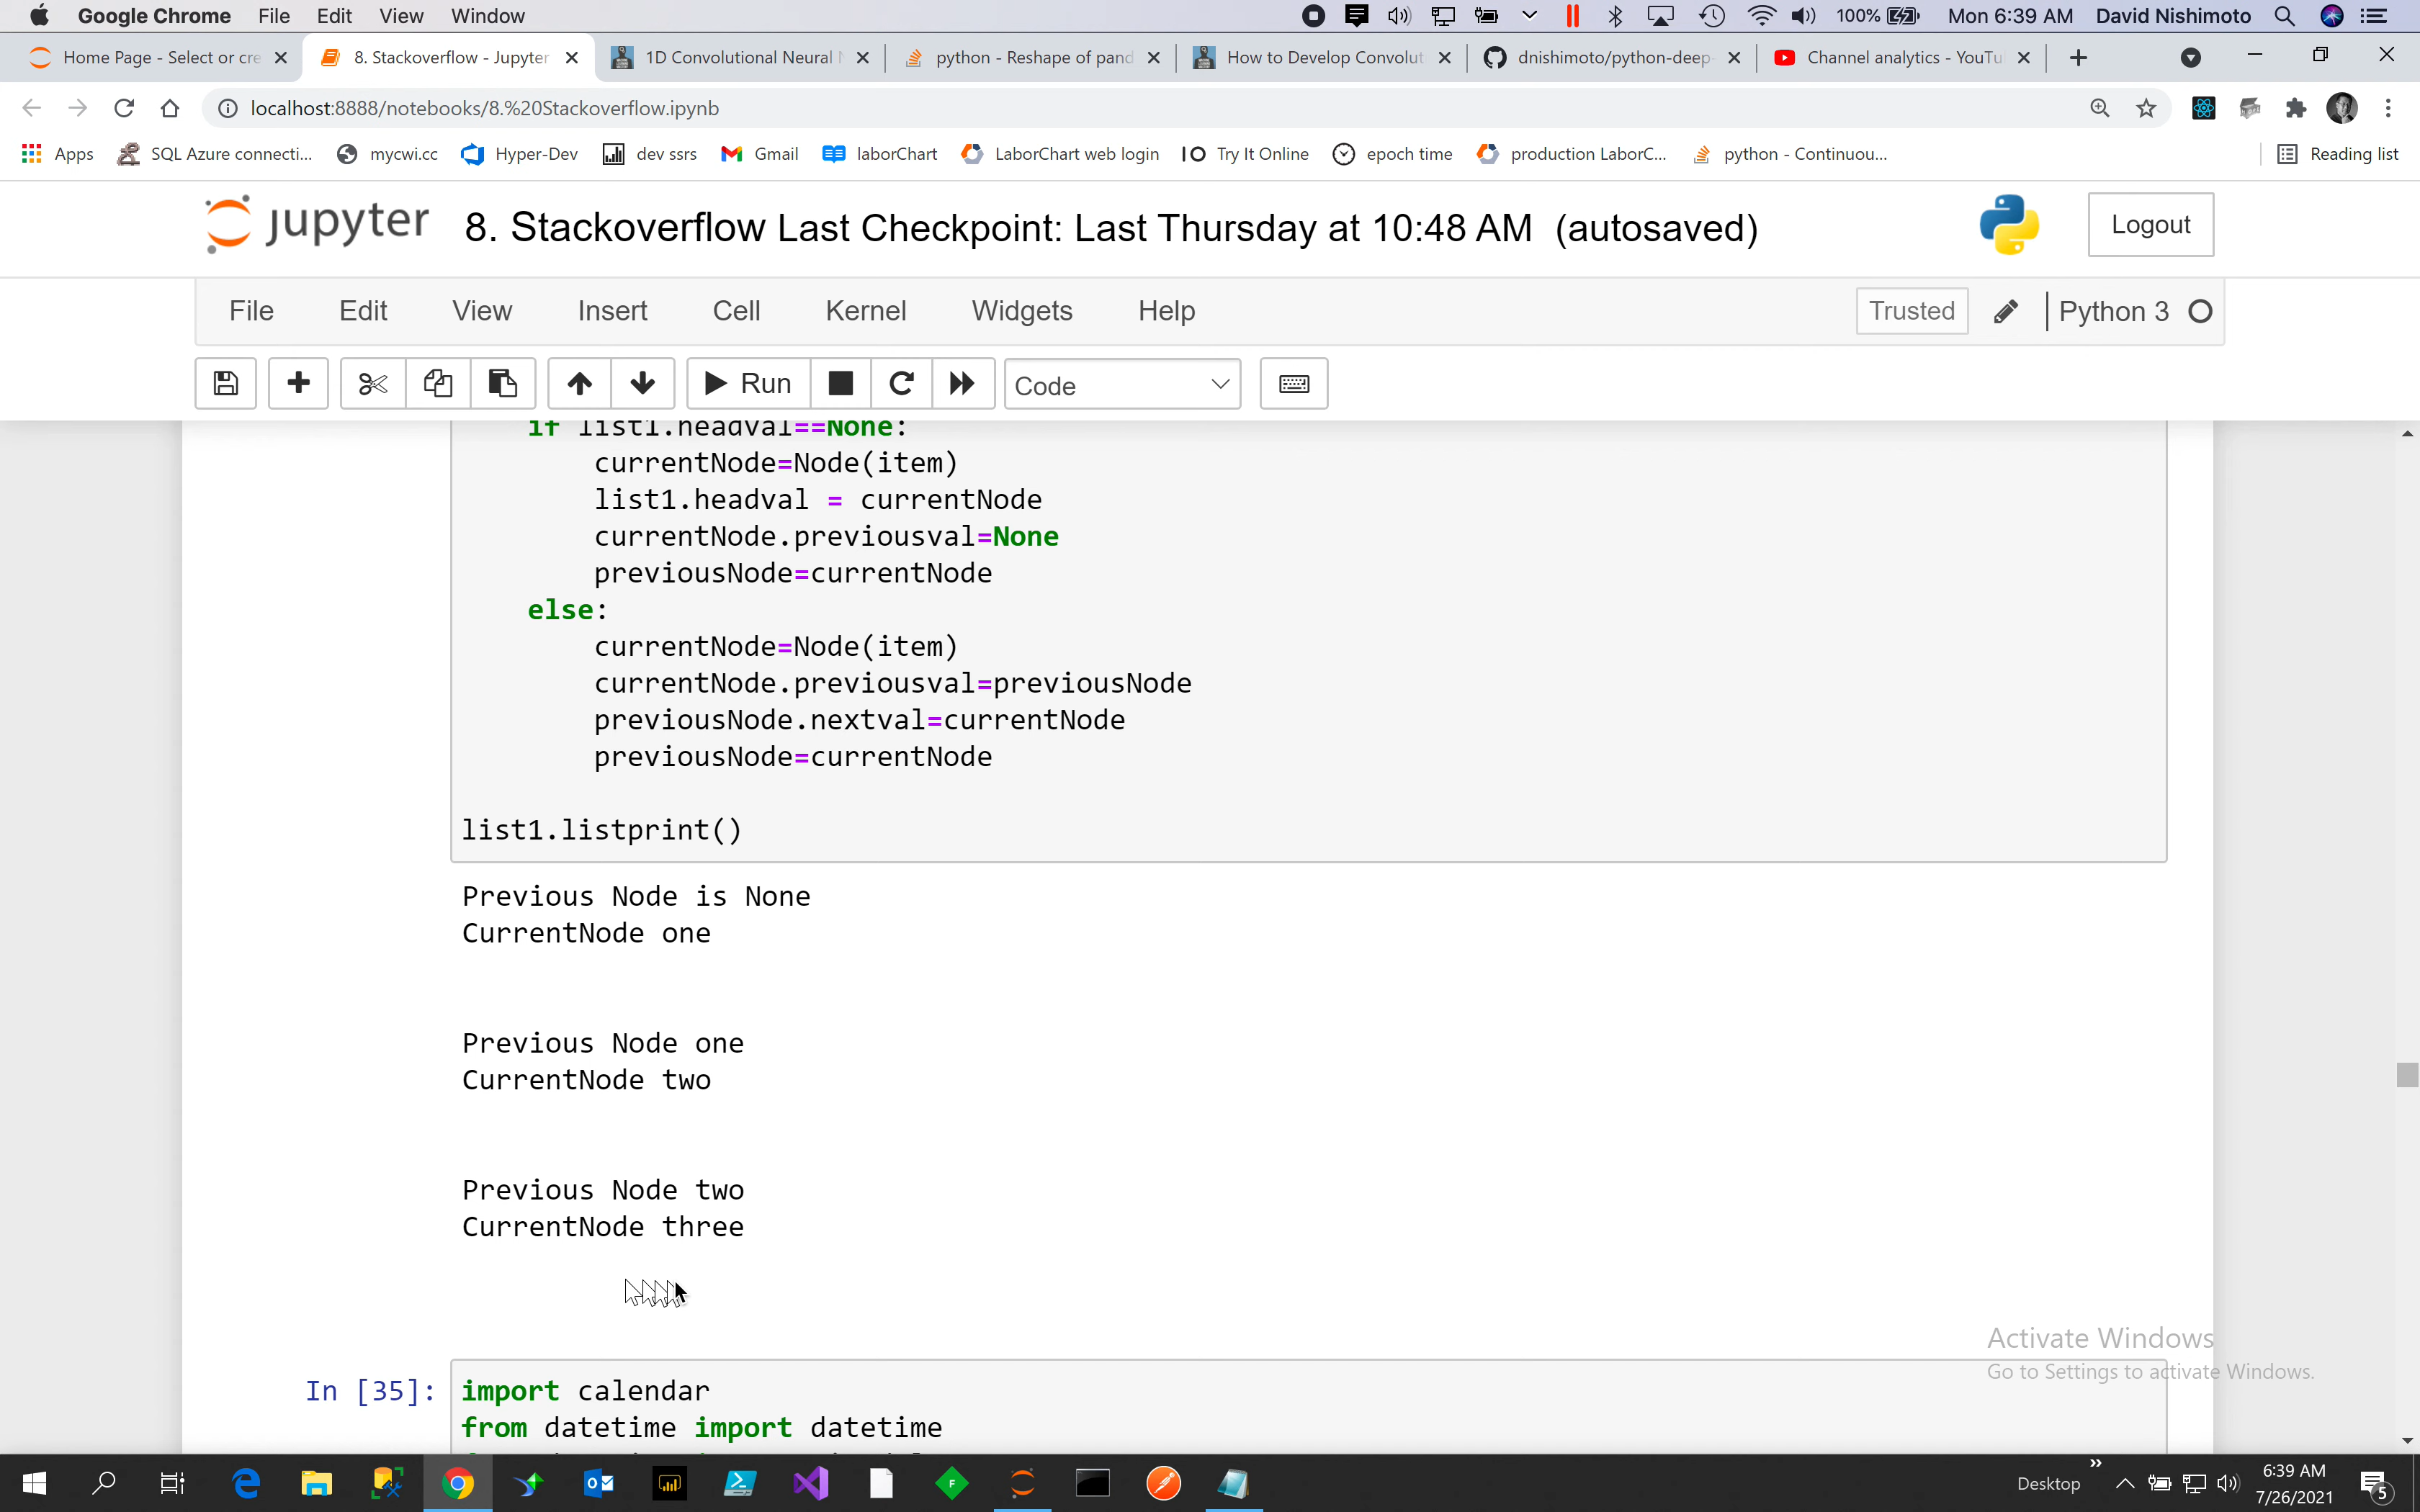 Google Chrome File Edit View Window 100% Mon 6:39 AM David Nishimoto
Home Page - Select or cre 8. Stackoverflow - Jupyter 1D Convolutional Neural N python - Reshape of pand How to Develop Convolut dnishimoto/python-deep- Channel analytics - YouTu
localhost:8888/notebooks/8.%20Stackoverflow.ipynb
Apps SQL Azure connecti... mycwi.cc Hyper-Dev dev ssrs Gmail laborChart LaborChart web login Try It Online epoch time production LaborC... python - Continuou... Reading list
jupyter 8. Stackoverflow Last Checkpoint: Last Thursday at 10:48 AM (autosaved) Logout
File Edit View Insert Cell Kernel Widgets Help Trusted Python 3
Run Code
if list1.headval==None:
currentNode=Node(item)
list1.headval = currentNode
currentNode.previousval=None
previousNode=currentNode
else:
currentNode=Node(item)
currentNode.previousval=previousNode
previousNode.nextval=currentNode
previousNode=currentNode
list1.listprint()
Previous Node is None
CurrentNode one
Previous Node one
CurrentNode two
Previous Node two
CurrentNode three
Activate Windows
Go to Settings to activate Windows.
In [35]: import calendar
from datetime import datetime
Desktop 6:39 AM
7/26/2021 5